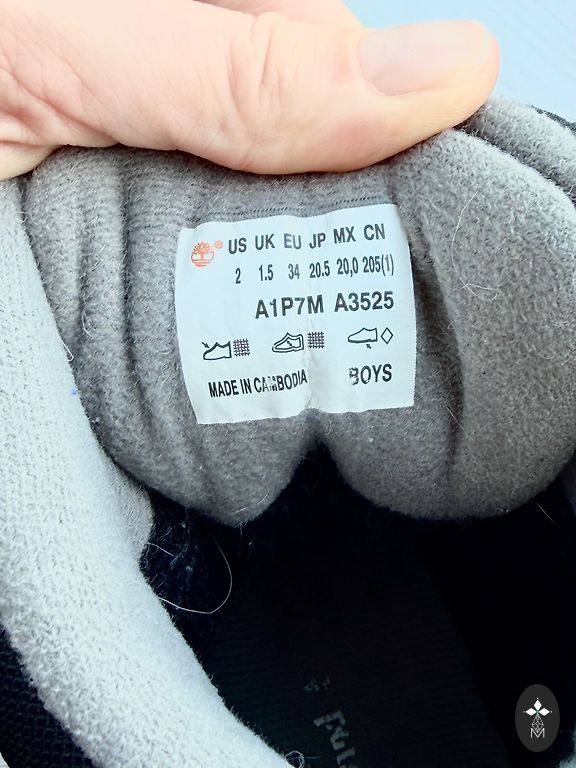 ® US UK EU JP MX CN
2 1.5 34 20.5 20,0 205(1)
A1P7M A3525
MADE IN CAMBODIA BOYS
M